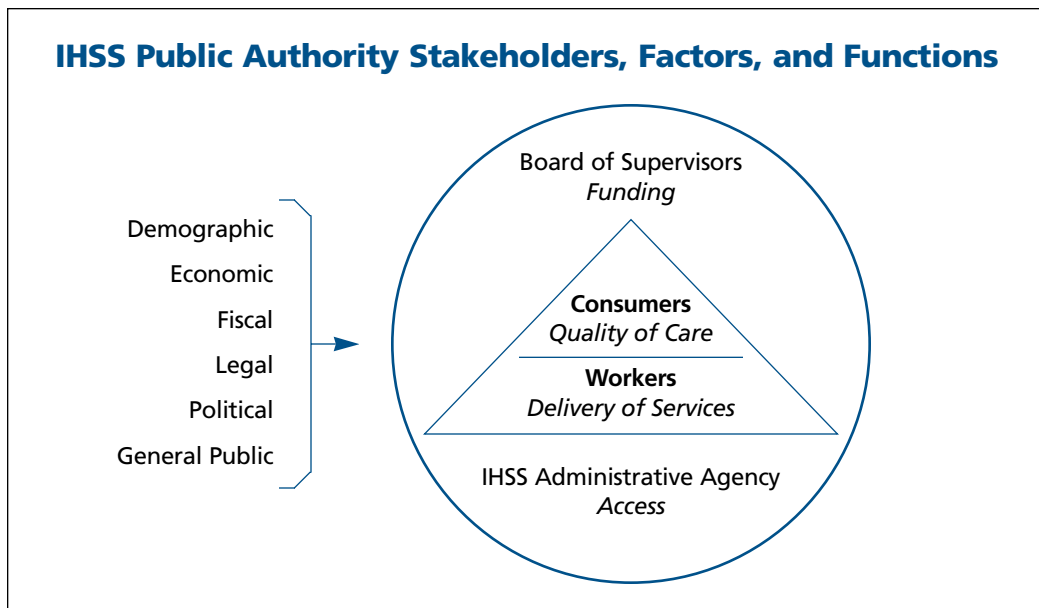 IHSS Public Authority Stakeholders, Factors, and Functions
Demographic
Economic
Fiscal
Legal
Political
General Public
Board of Supervisors
Funding
Consumers
Quality of Care
Workers
Delivery of Services
IHSS Administrative Agency
Access